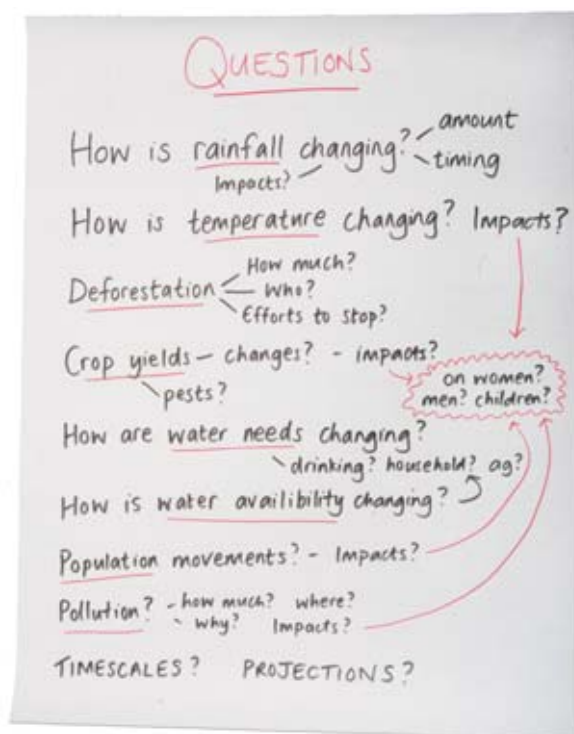 QUESTIONS
How is rainfall changing? amount
timing
Impacts?
How is temperature changing? Impacts?
How much?
Deforestation Who?
Efforts to stop?
Crop yields - changes? - impacts?
pests?
on women?
men? children?
How are water needs changing?
drinking? household? ag?
How is water availibility changing?
Population movements? - Impacts?
Pollution? - how much? where?
- why? Impacts?
TIMESCALES? PROJECTIONS?